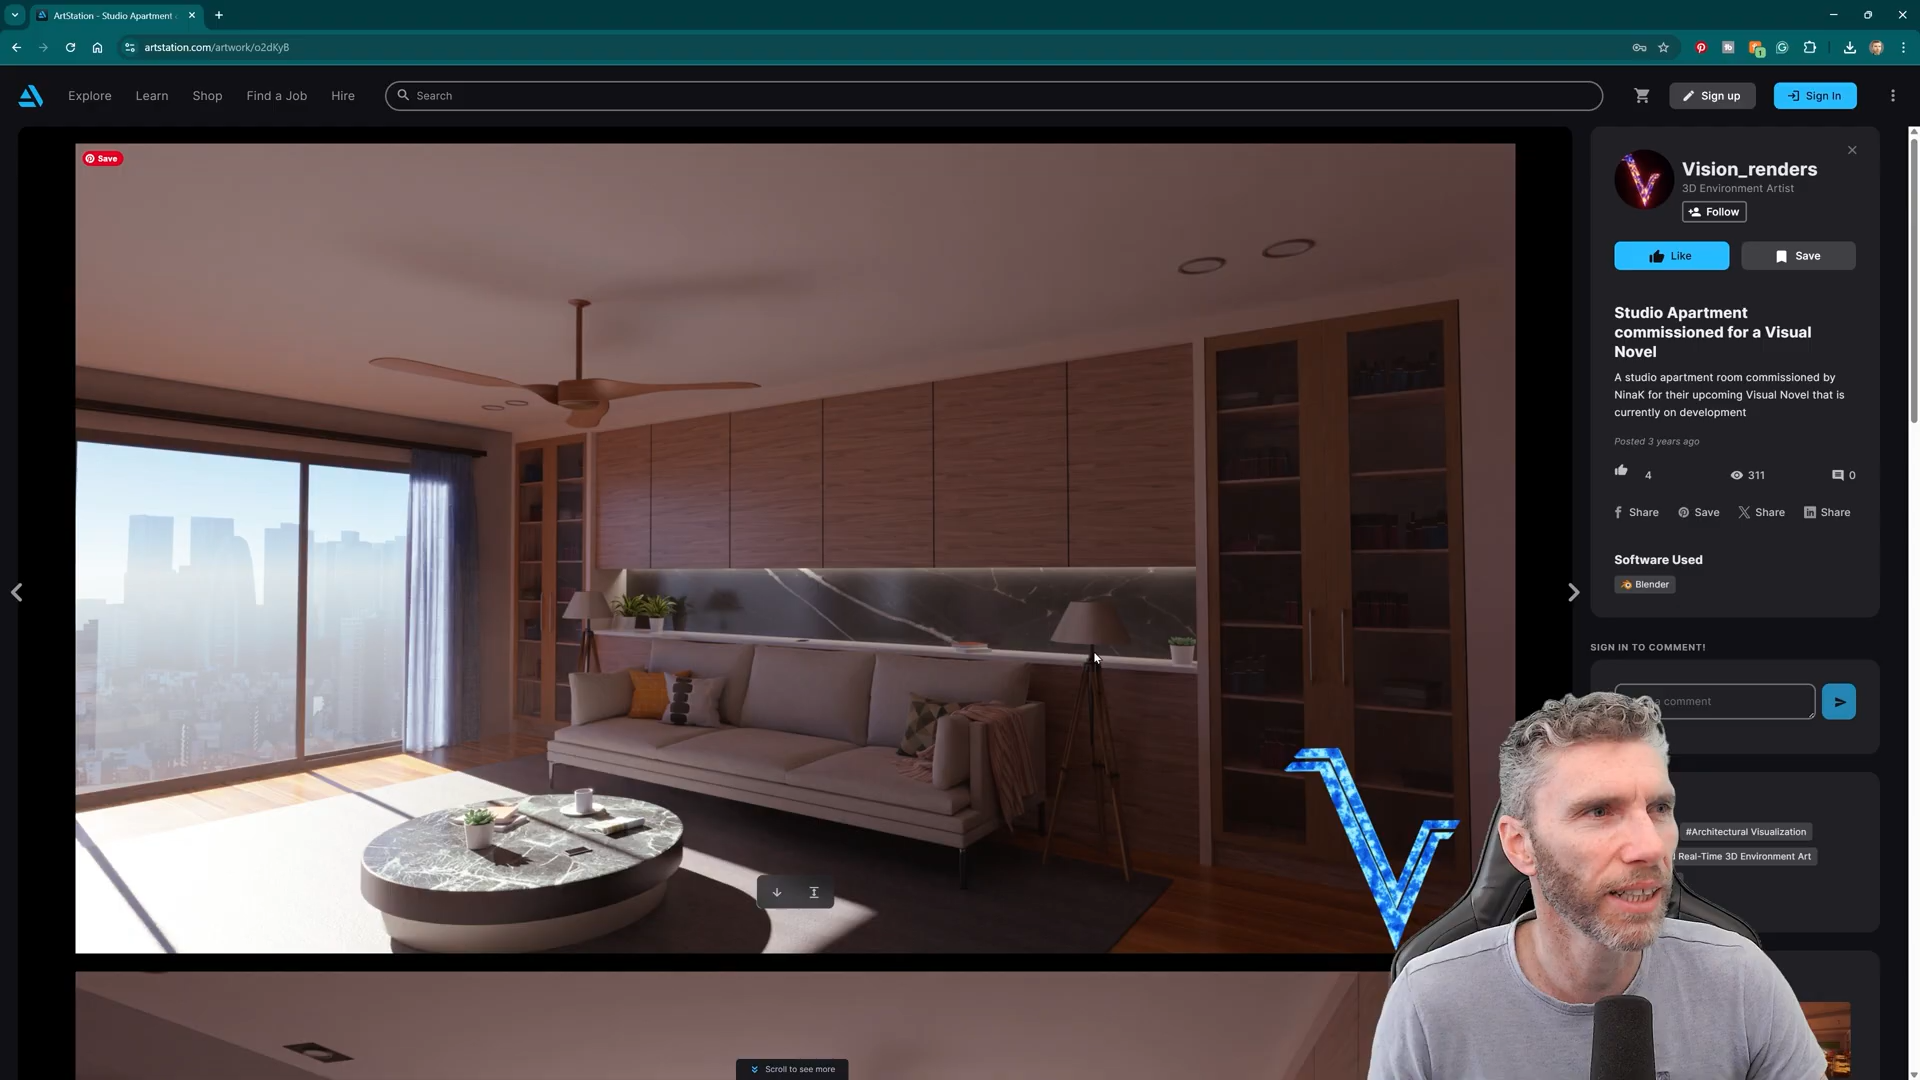 ArtStation - Studio Apartment
artstation.com/artwork/o2dKyB
1
Explore
Learn
Shop
Find a Job
Hire
Search
Sign up
Sign In
Save
Vision_renders
3D Environment Artist
Follow
Like
Save
Studio Apartment
commissioned for a Visual
Novel
A studio apartment room commissioned by
NinaK for their upcoming Visual Novel that is
currently on development
Posted 3 years ago
4
311
0
Share
Save
Share
Share
Software Used
Blender
SIGN IN TO COMMENT!
comment
#Architectural Visualization
Real-Time 3D Environment Art
V
Scroll to see more